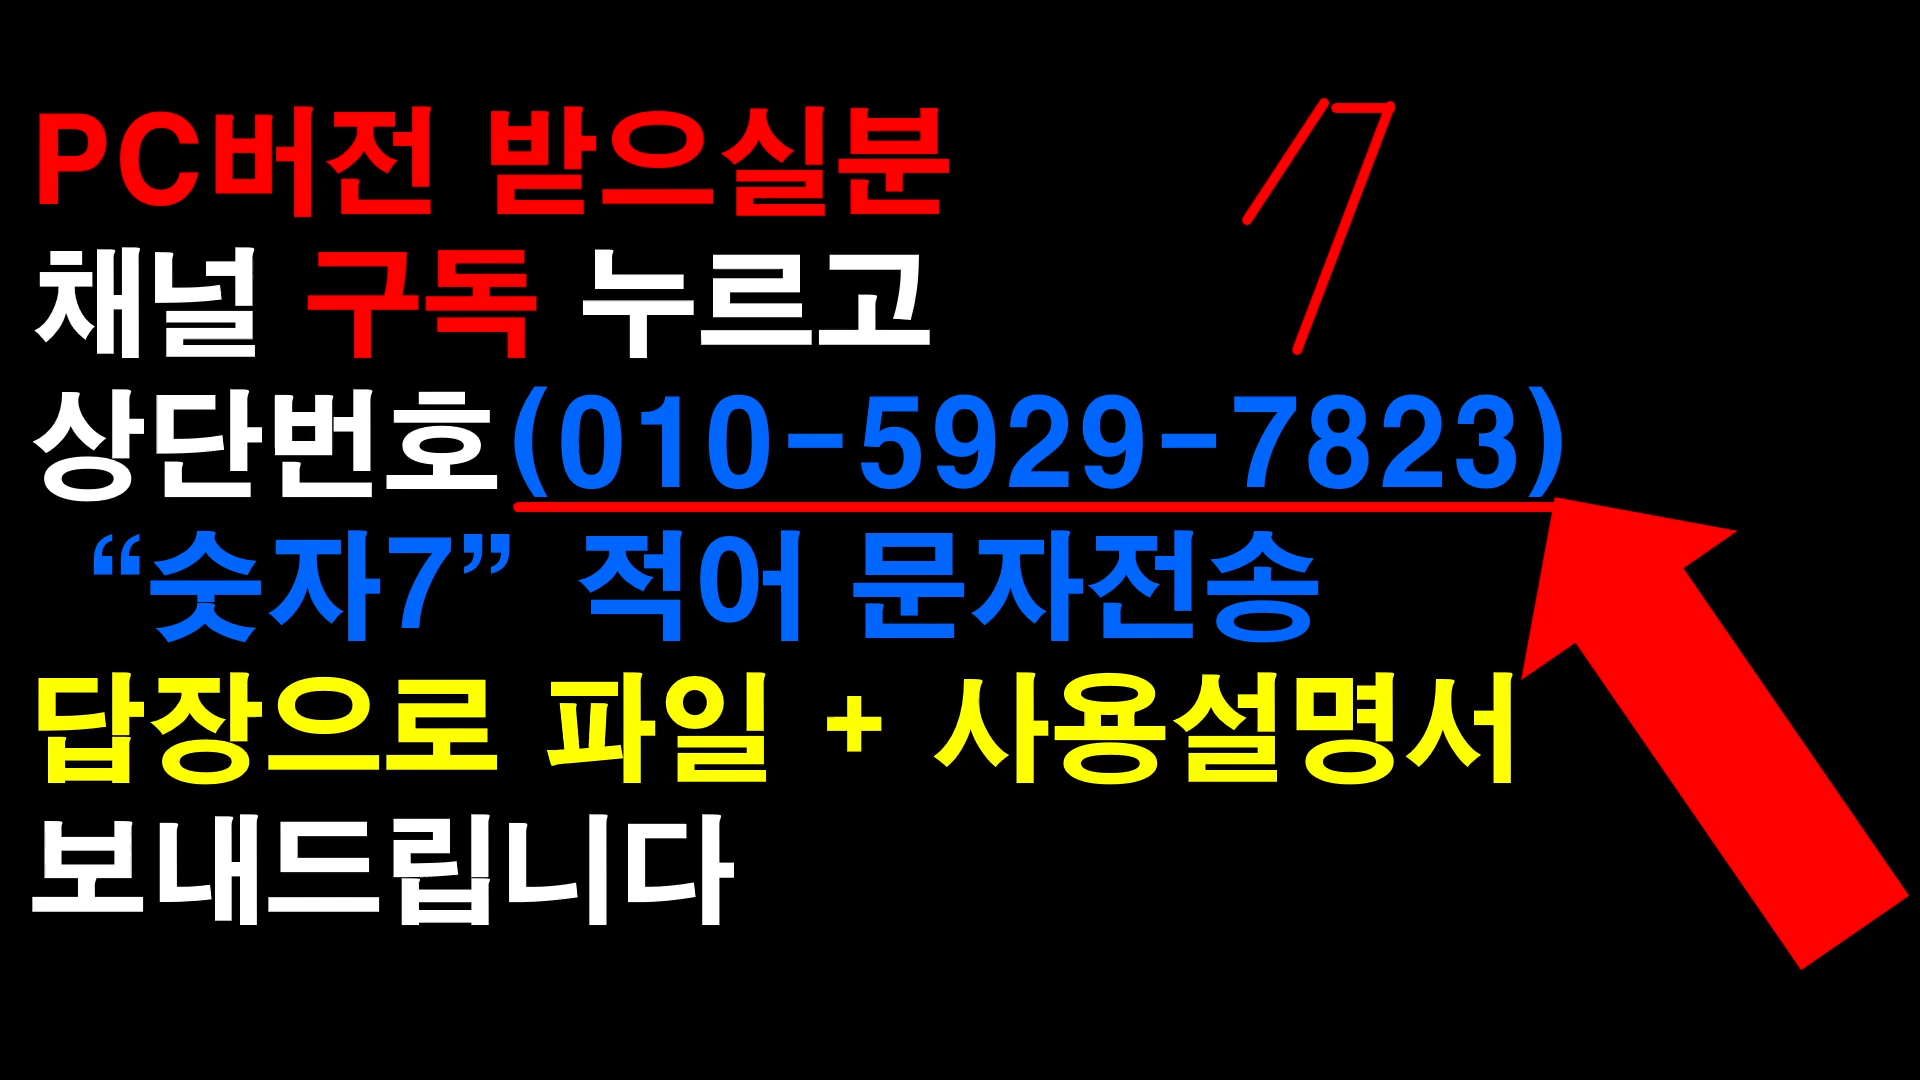 PC버전 받으실분
채널 구독 누르고
상단번호(010-5929-7823)
“숫자7” 적어 문자전송
답장으로 파일 + 사용설명서
보내드립니다
7